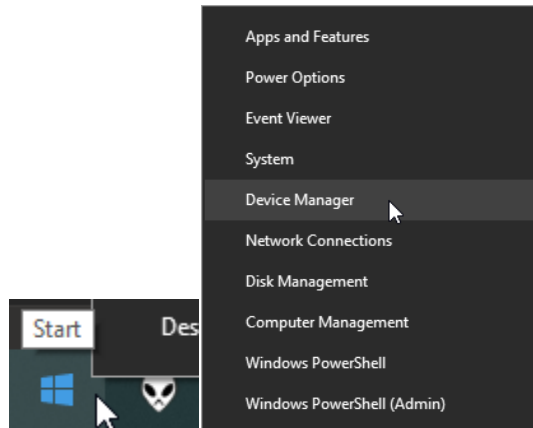 Apps and Features
Power Options
Event Viewer
System
Device Manager
Network Connections
Disk Management
Computer Management
Windows PowerShell
Windows PowerShell (Admin)
Start
Des